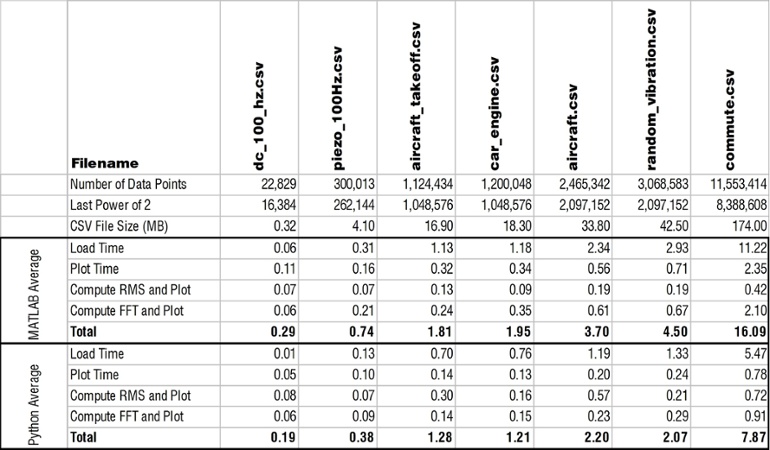 Filename dc_100_hz.csv piezo_100Hz.csv aircraft_takeoff.csv car_engine.csv aircraft.csv random_vibration.csv commute.csv
Number of Data Points 22,829 300,013 1,124,434 1,200,048 2,465,342 3,068,583 11,553,414
Last Power of 2 16,384 262,144 1,048,576 1,048,576 2,097,152 2,097,152 8,388,608
CSV File Size (MB) 0.32 4.10 16.90 18.30 33.80 42.50 174.00
MATLAB Average
Load Time 0.06 0.31 1.13 1.18 2.34 2.93 11.22
Plot Time 0.11 0.16 0.32 0.34 0.56 0.71 2.35
Compute RMS and Plot 0.07 0.07 0.13 0.09 0.19 0.19 0.42
Compute FFT and Plot 0.06 0.21 0.24 0.35 0.61 0.67 2.10
Total 0.29 0.74 1.81 1.95 3.70 4.50 16.09
Python Average
Load Time 0.01 0.13 0.70 0.76 1.19 1.33 5.47
Plot Time 0.05 0.10 0.14 0.13 0.20 0.24 0.78
Compute RMS and Plot 0.08 0.07 0.30 0.16 0.57 0.21 0.72
Compute FFT and Plot 0.06 0.09 0.14 0.15 0.23 0.29 0.91
Total 0.19 0.38 1.28 1.21 2.20 2.07 7.87